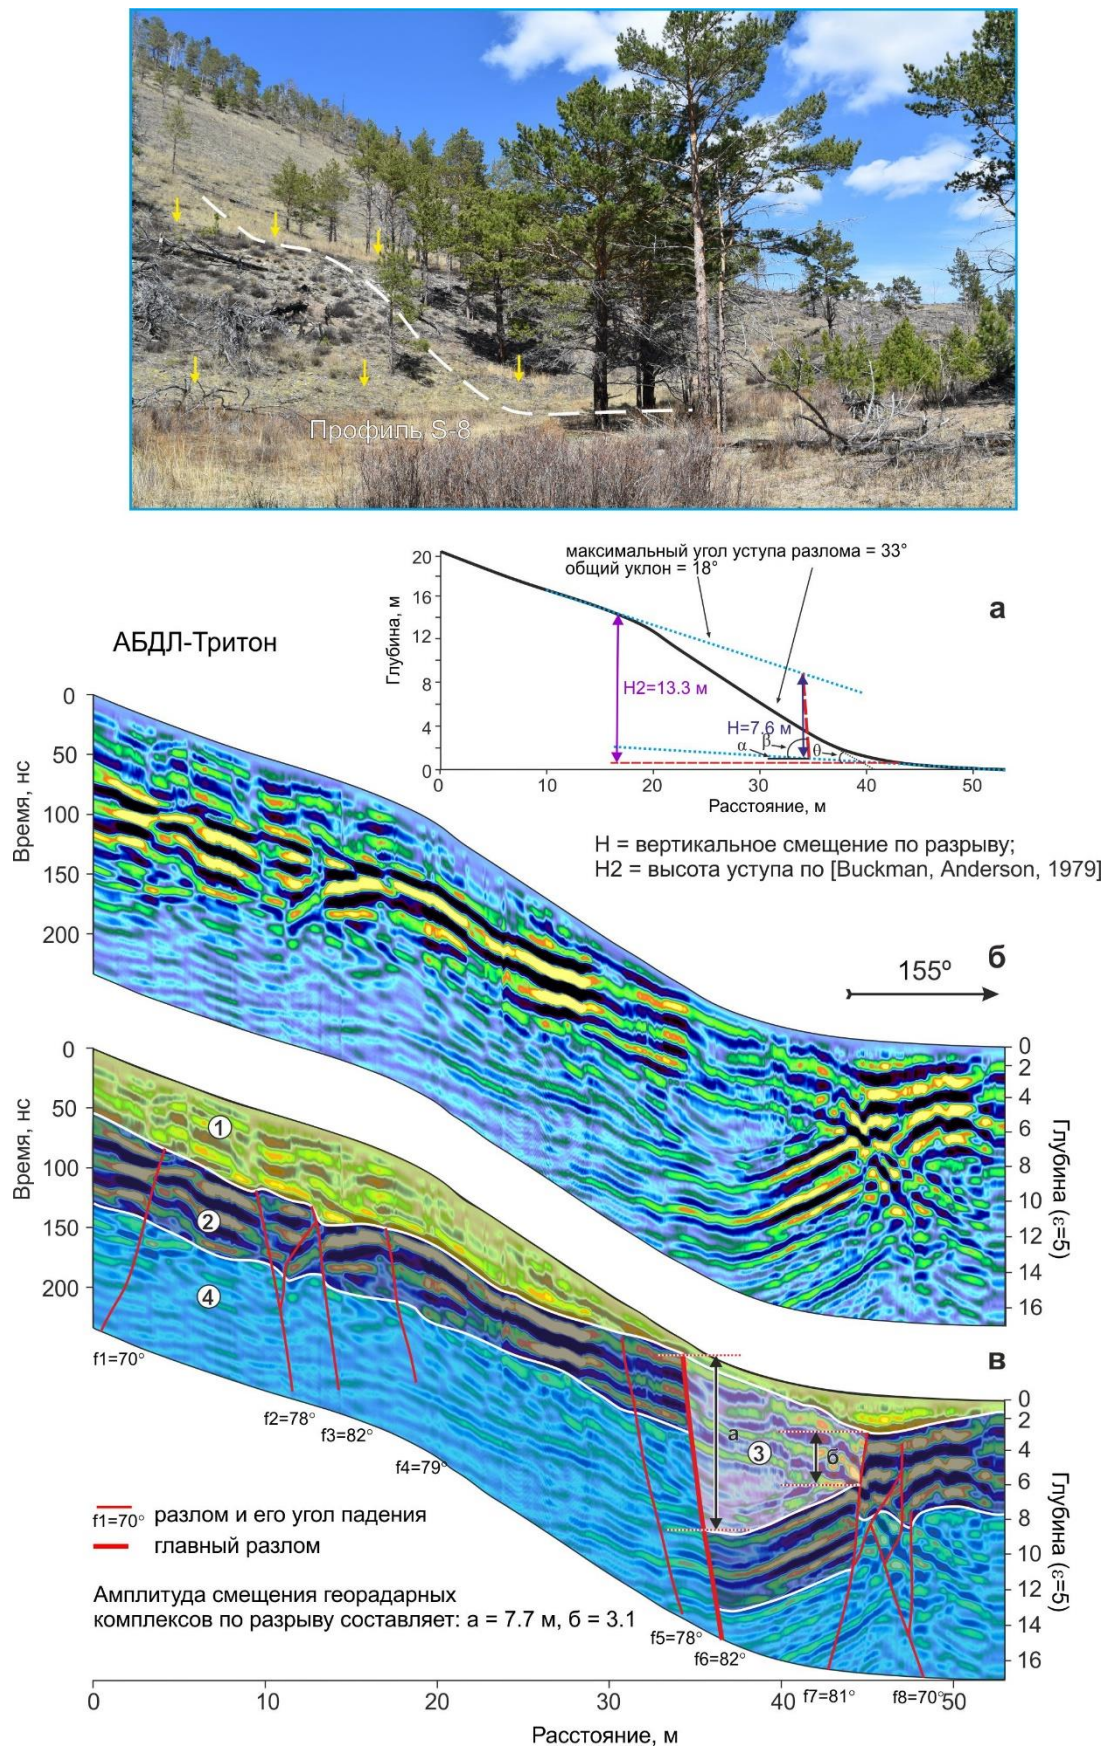 Профиль S-8
максимальный угол уступа разлома = 33°
общий уклон = 18°
а
Глубина, м
20
16
12
8
4
0
H2=13.3 м
H=7.6 м
α
β
θ
0
10
20
30
40
50
Расстояние, м
H = вертикальное смещение по разрыву;
H2 = высота уступа по [Buckman, Anderson, 1979]
АБДЛ-Тритон
б
155º
Время, нс
0
50
100
150
200
0
2
4
6
8
10
12
14
16
Глубина (ε=5)
в
Время, нс
0
50
100
150
200
1
2
4
3
а
б
f1=70°
f2=78°
f3=82°
f4=79°
f5=78°
f6=82°
f7=81°
f8=70°
0
2
4
6
8
10
12
14
16
Глубина (ε=5)
f1=70° разлом и его угол падения
главный разлом
Амплитуда смещения георадарных
комплексов по разрыву составляет: а = 7.7 м, б = 3.1
0
10
20
30
40
50
Расстояние, м